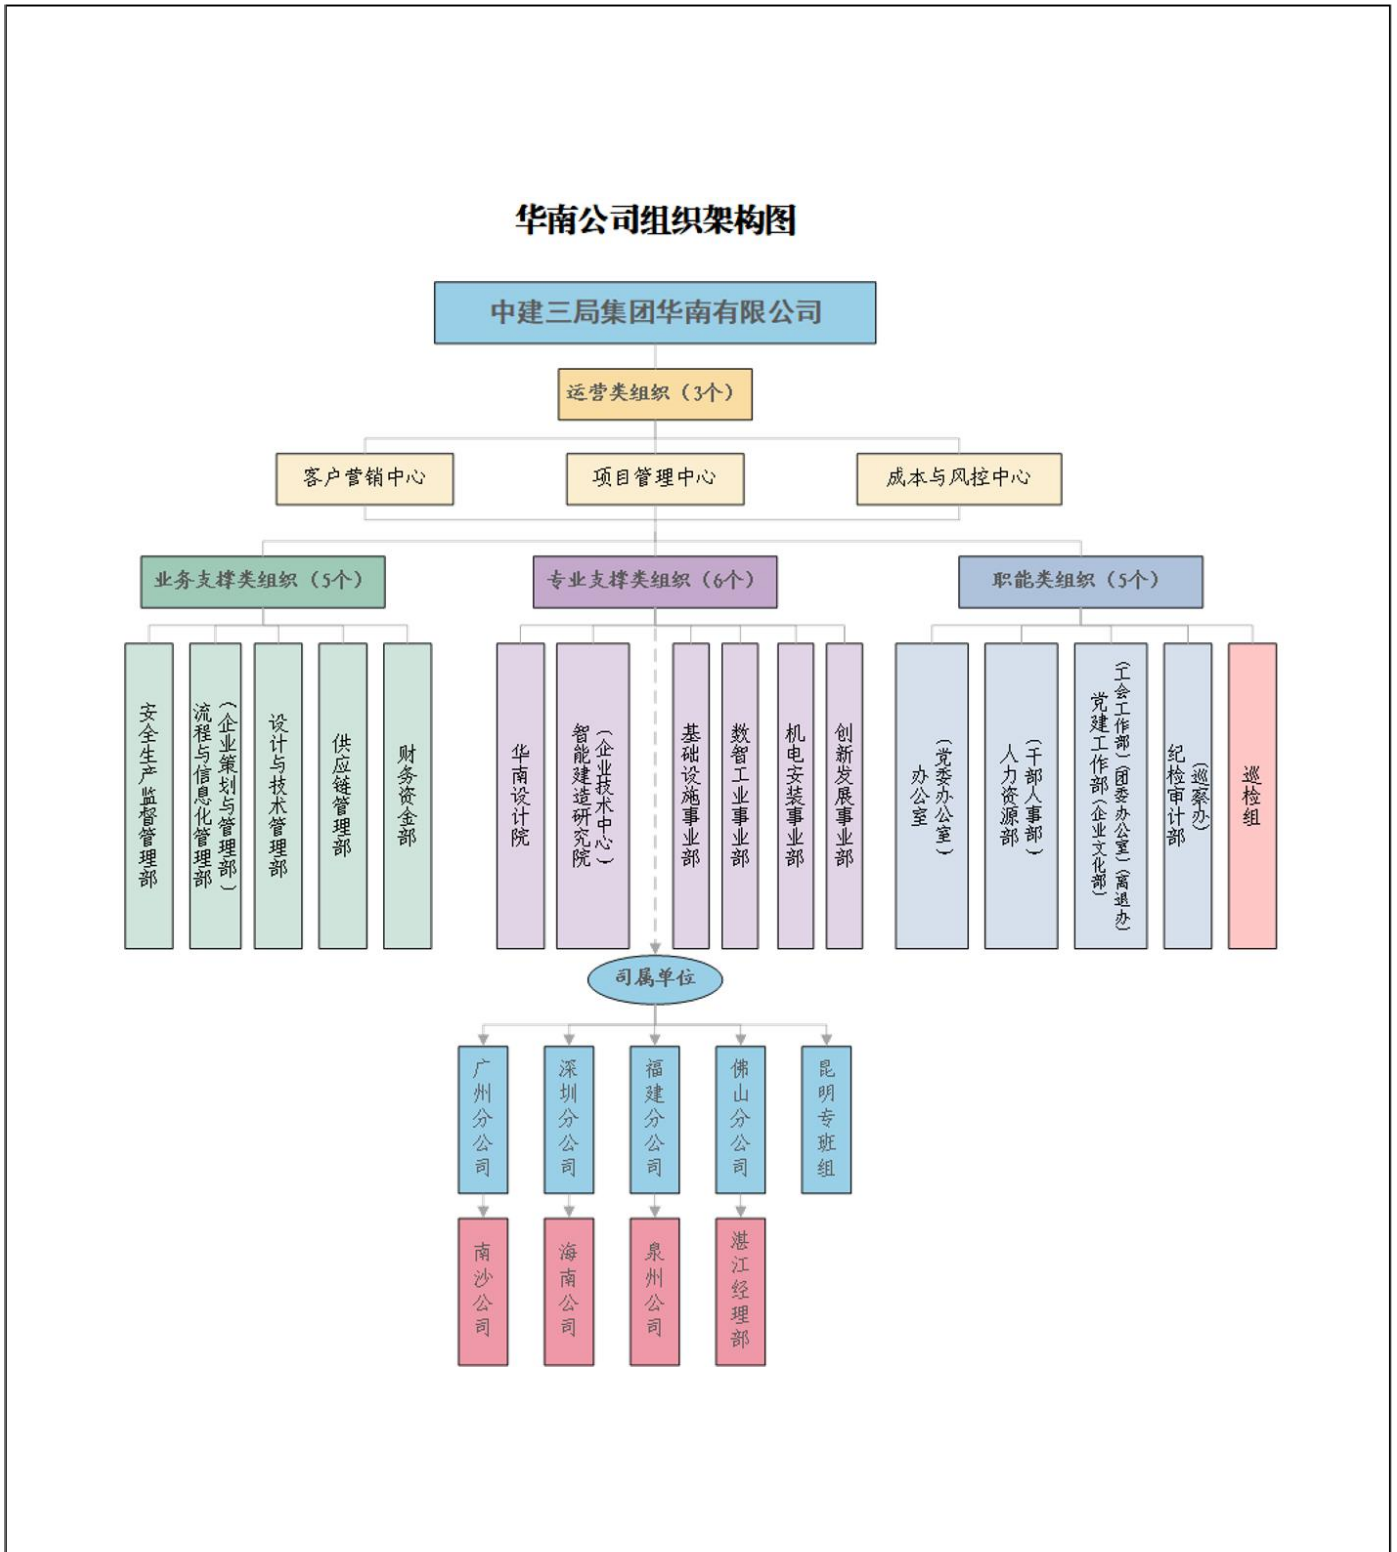 华南公司组织架构图
中建三局集团华南有限公司
运营类组织（3个）
客户营销中心
项目管理中心
成本与风控中心
业务支撑类组织（5个）
专业支撑类组织（6个）
职能类组织（5个）
安全生产监督管理部
流程与信息化管理部
（企业策划与管理部）
设计与技术管理部
供应链管理部
财务资金部
华南设计院
智能建造研究院
（企业技术中心）
基础设施事业部
数智工业事业部
机电安装事业部
创新发展事业部
办公室
（党委办公室）
人力资源部
（干部人事部）
党建工作部（企业文化部）
（工会工作部）（团委办公室）（离退办）
纪检审计部
（巡察办）
巡检组
司属单位
广州分公司
深圳分公司
福建分公司
佛山分公司
昆明专班组
南沙公司
海南公司
泉州公司
湛江经理部